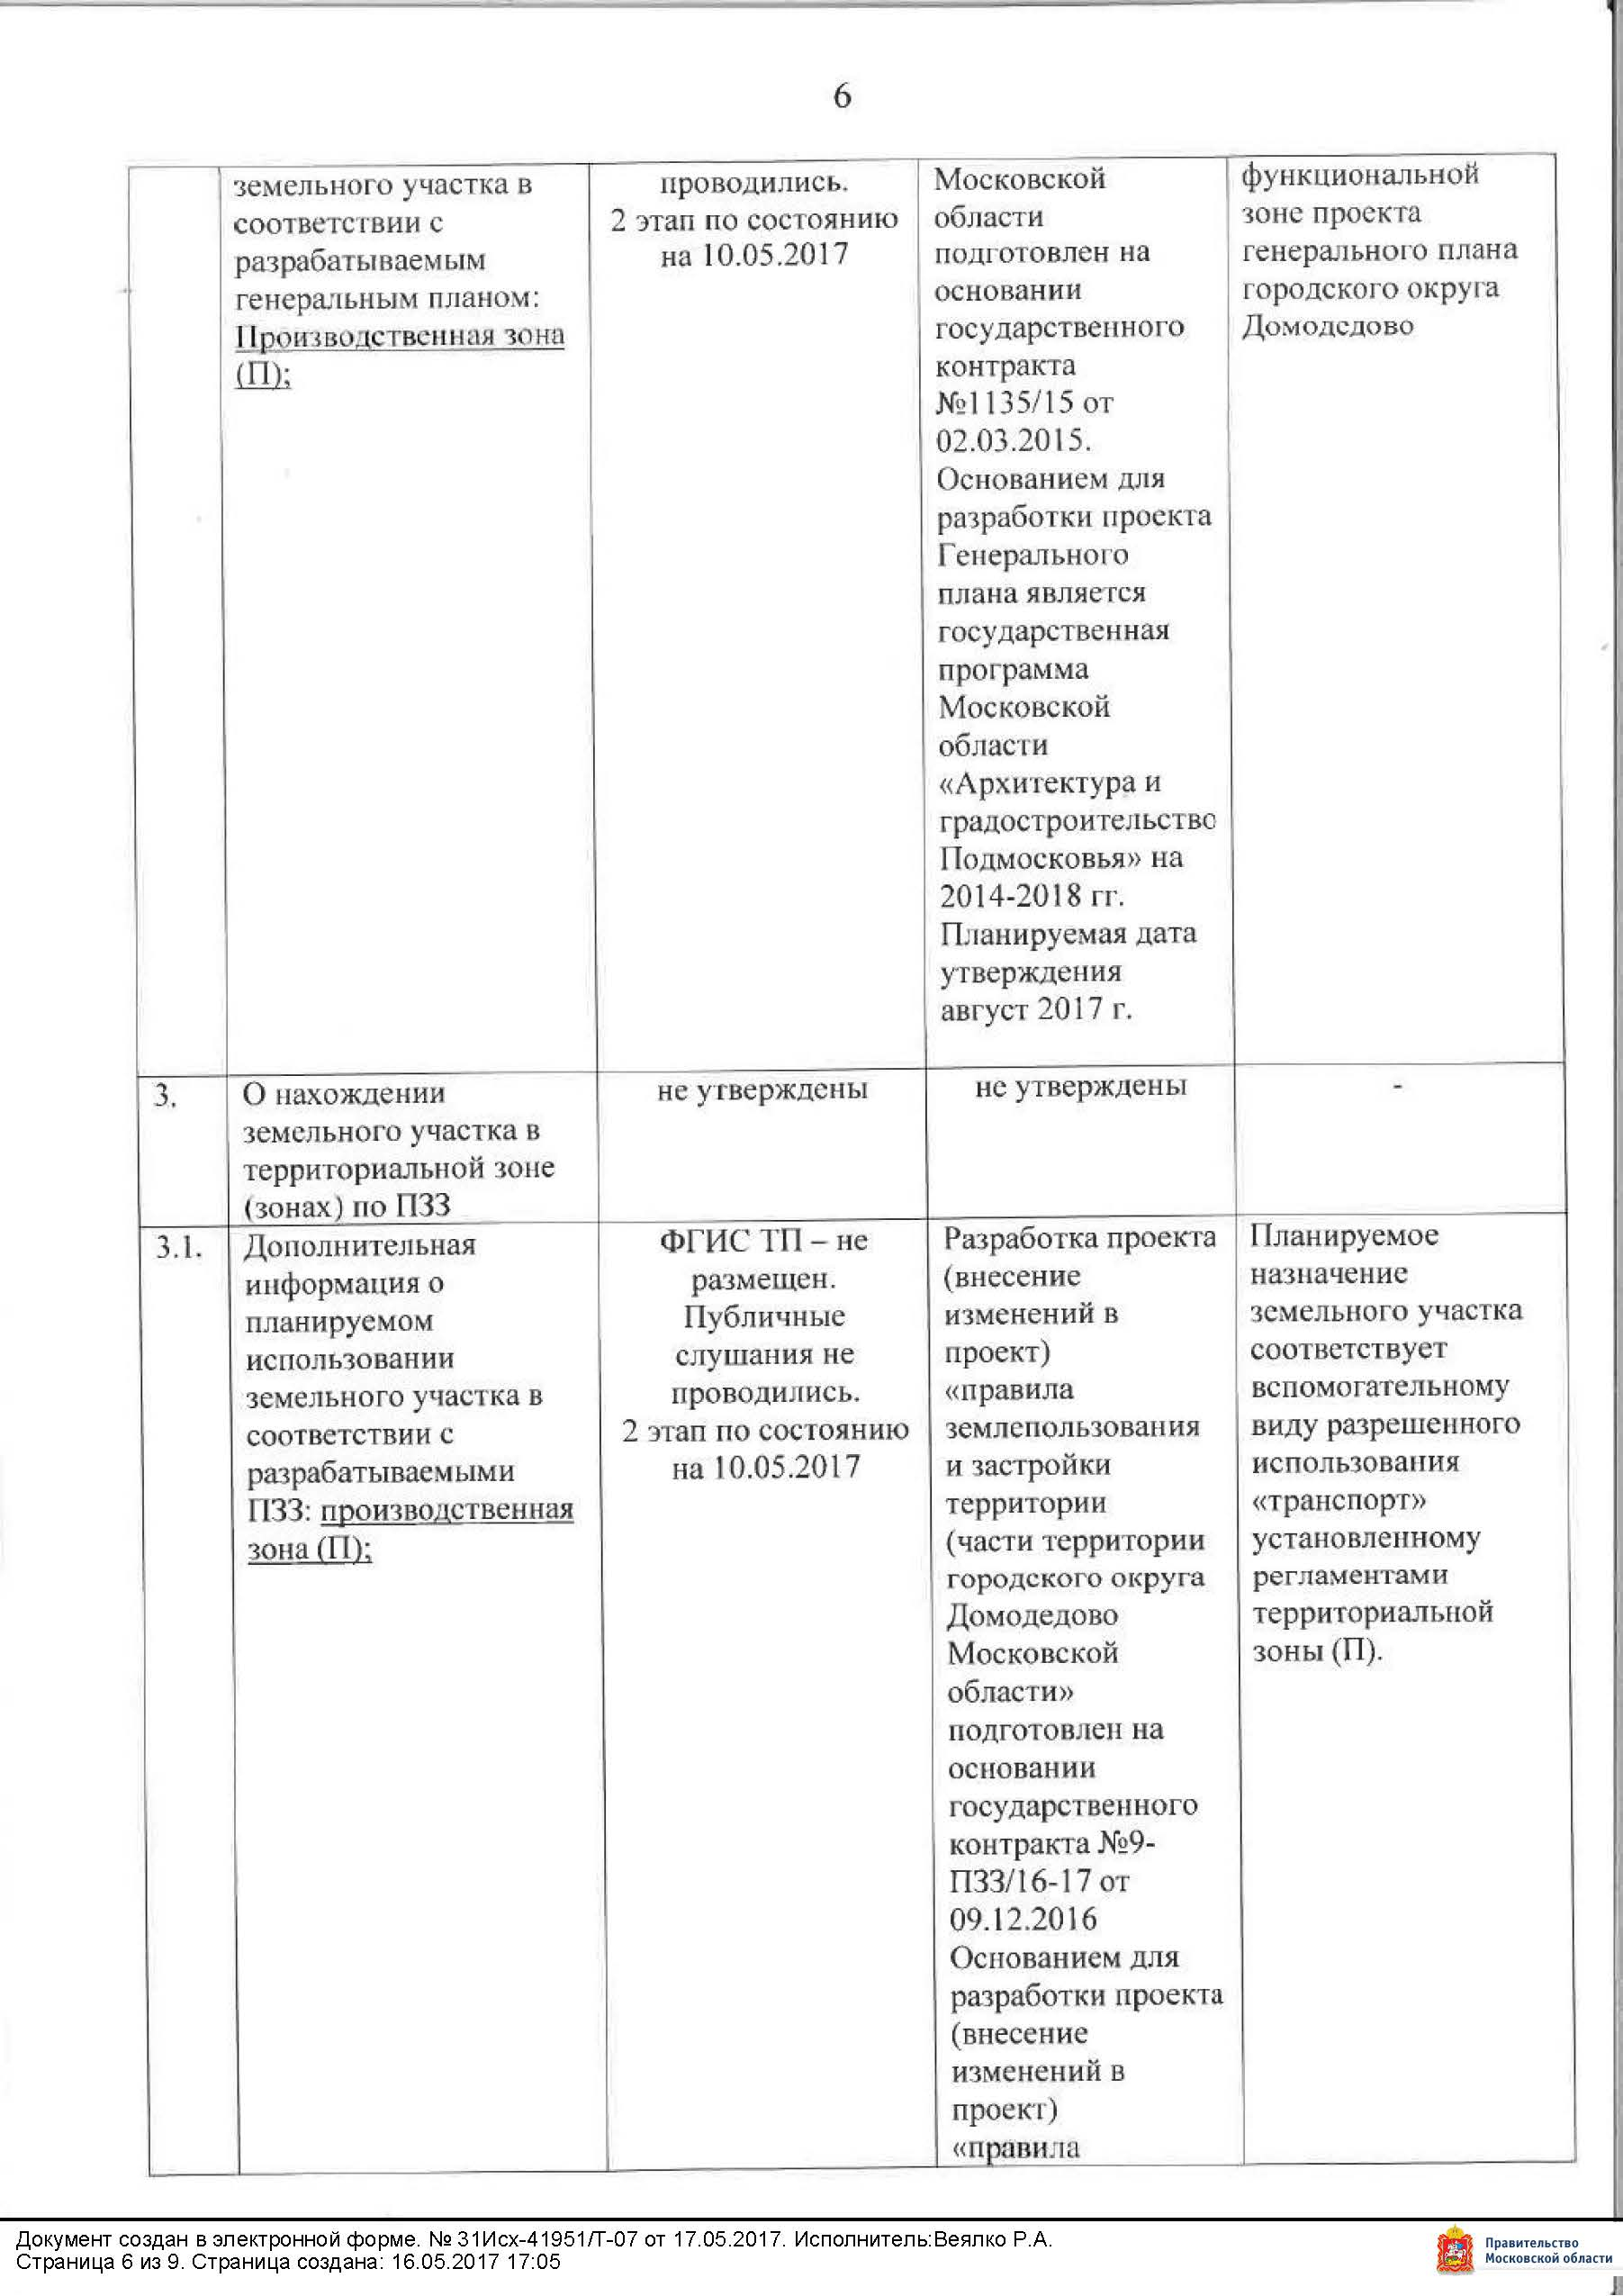 6
земельного участка в
соответствии с
разрабатываемым
генеральным планом:
Производственная зона
(П);
проводились.
2 этап по состоянию
на 10.05.2017
Московской
области
подготовлен на
основании
государственного
контракта
№1135/15 от
02.03.2015.
Основанием для
разработки проекта
Генерального
плана является
государственная
программа
Московской
области
«Архитектура и
градостроительство
Подмосковья» на
2014-2018 гг.
Планируемая дата
утверждения
август 2017 г.
функциональной
зоне проекта
генерального плана
городского округа
Домодедово
3.
О нахождении
земельного участка в
территориальной зоне
(зонах) по ПЗЗ
не утверждены
не утверждены
-
3.1.
Дополнительная
информация о
планируемом
использовании
земельного участка в
соответствии с
разрабатываемыми
ПЗЗ: производственная
зона (П);
ФГИС ТП – не
размещен.
Публичные
слушания не
проводились.
2 этап по состоянию
на 10.05.2017
Разработка проекта
(внесение
изменений в
проект)
«правила
землепользования
и застройки
территории
(части территории
городского округа
Домодедово
Московской
области»
подготовлен на
основании
государственного
контракта №9-
ПЗЗ/16-17 от
09.12.2016
Основанием для
разработки проекта
(внесение
изменений в
проект)
«правила
Планируемое
назначение
земельного участка
соответствует
вспомогательному
виду разрешенного
использования
«транспорт»
установленному
регламентами
территориальной
зоны (П).
Документ создан в электронной форме. № 31Исх-41951/Т-07 от 17.05.2017. Исполнитель:Веялко Р.А.
Страница 6 из 9. Страница создана: 16.05.2017 17:05
Правительство
Московской области